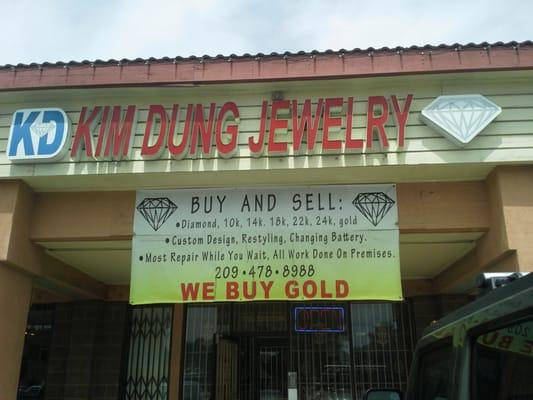 KD KIM DUNG JEWELRY
BUY AND SELL:
•Diamond, 10k, 14k. 18k, 22k, 24k, gold
•Custom Design, Restyling, Changing Battery.
•Most Repair While You Wait, All Work Done On Premises.
209•478•8988
WE BUY GOLD